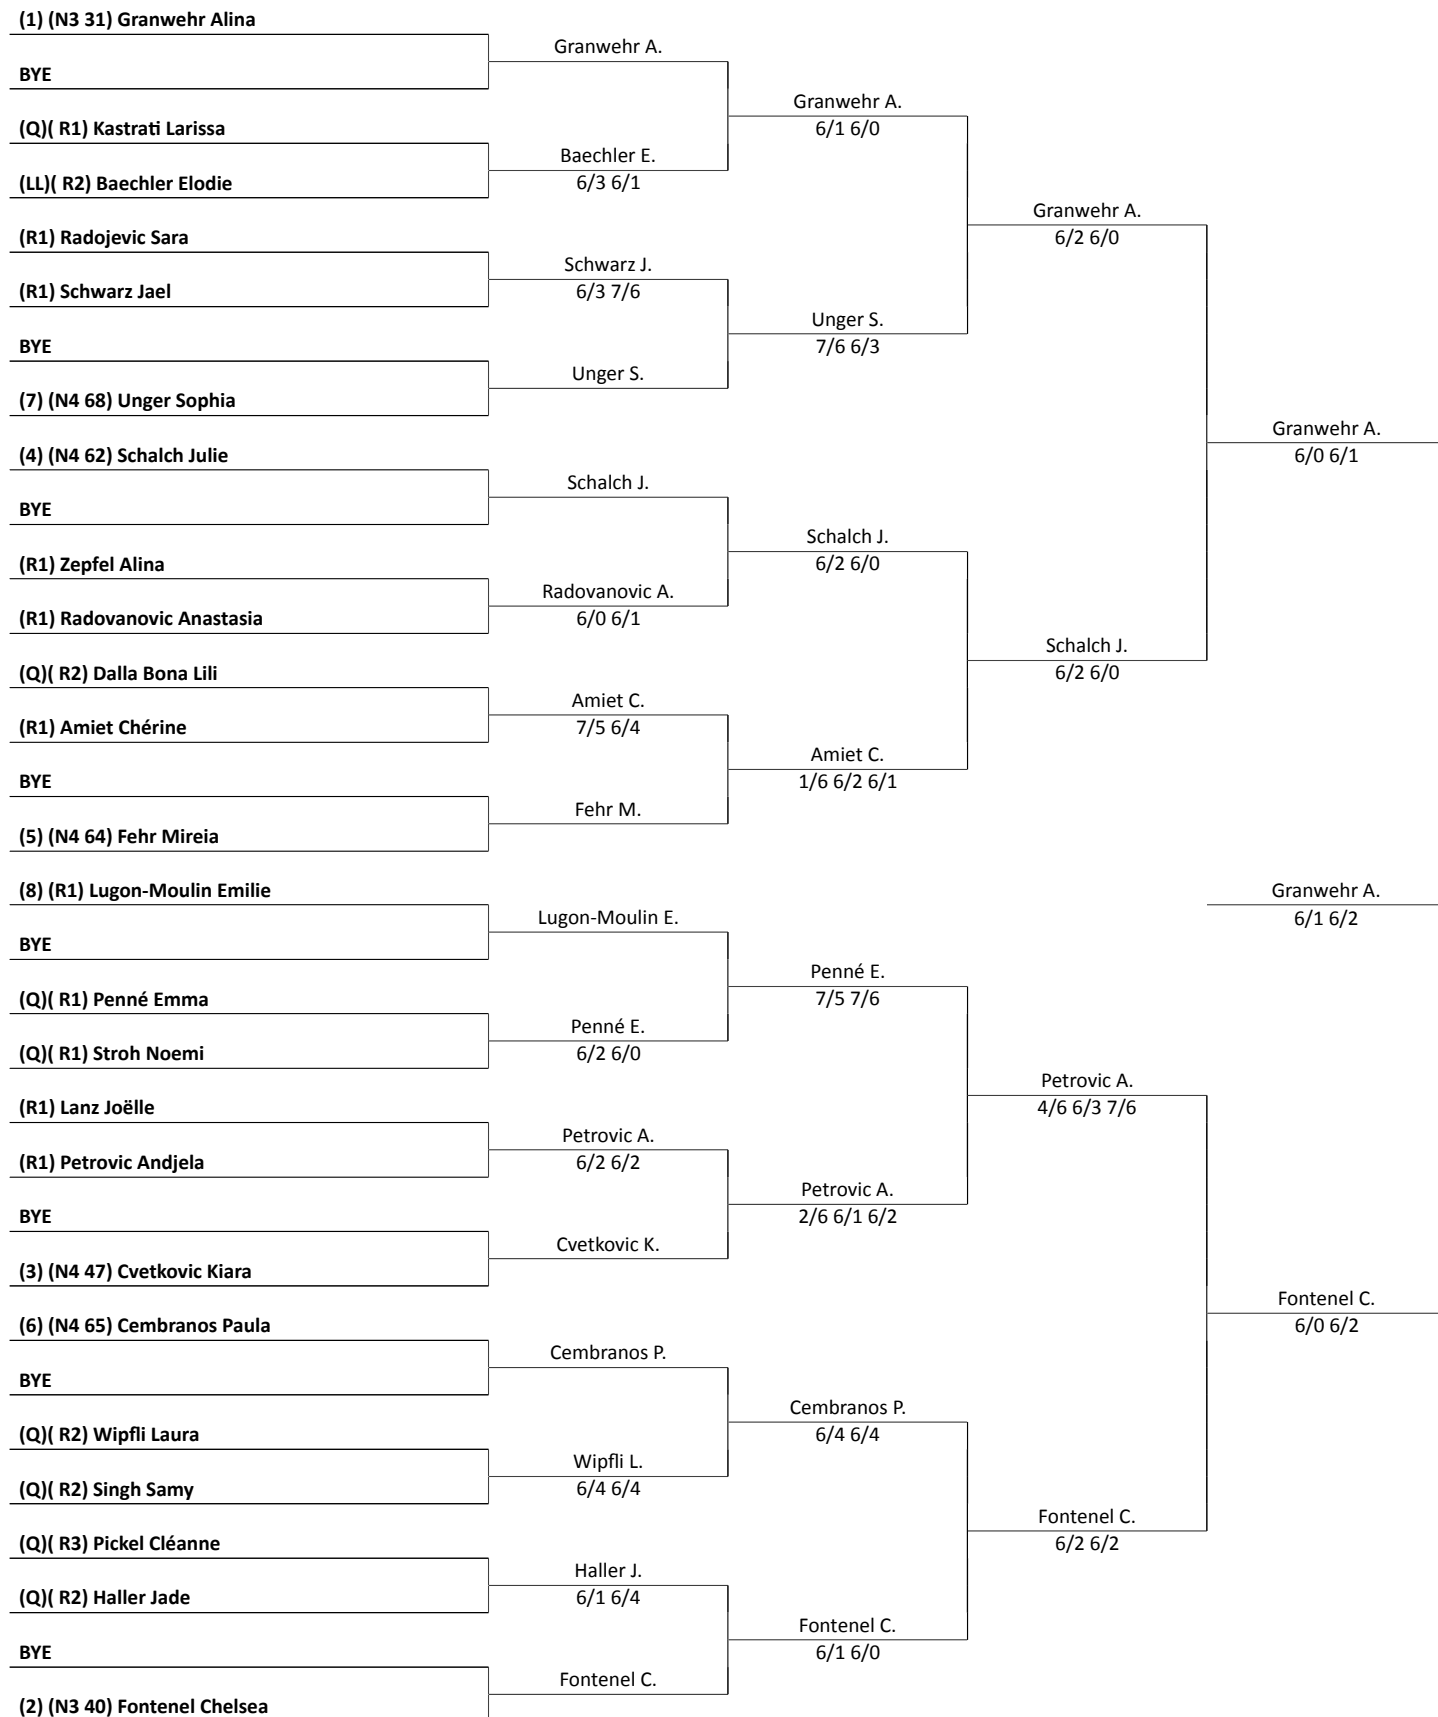 (1) (N3 31) Granwehr Alina
Granwehr A.
BYE
Granwehr A.
6/1 6/0
(Q)( R1) Kastrati Larissa
Baechler E.
6/3 6/1
(LL)( R2) Baechler Elodie
Granwehr A.
6/2 6/0
(R1) Radojevic Sara
Schwarz J.
6/3 7/6
(R1) Schwarz Jael
Unger S.
7/6 6/3
BYE
Unger S.
(7) (N4 68) Unger Sophia
Granwehr A.
6/0 6/1
(4) (N4 62) Schalch Julie
Schalch J.
BYE
Schalch J.
6/2 6/0
(R1) Zepfel Alina
Radovanovic A.
6/0 6/1
(R1) Radovanovic Anastasia
Schalch J.
6/2 6/0
(Q)( R2) Dalla Bona Lili
Amiet C.
7/5 6/4
(R1) Amiet Chérine
Amiet C.
1/6 6/2 6/1
BYE
Fehr M.
(5) (N4 64) Fehr Mireia
Granwehr A.
6/1 6/2
(8) (R1) Lugon-Moulin Emilie
Lugon-Moulin E.
BYE
Penné E.
7/5 7/6
(Q)( R1) Penné Emma
Penné E.
6/2 6/0
(Q)( R1) Stroh Noemi
Petrovic A.
4/6 6/3 7/6
(R1) Lanz Joëlle
Petrovic A.
6/2 6/2
(R1) Petrovic Andjela
Petrovic A.
2/6 6/1 6/2
BYE
Cvetkovic K.
(3) (N4 47) Cvetkovic Kiara
Fontenel C.
6/0 6/2
(6) (N4 65) Cembranos Paula
Cembranos P.
BYE
Cembranos P.
6/4 6/4
(Q)( R2) Wipfli Laura
Wipfli L.
6/4 6/4
(Q)( R2) Singh Samy
Fontenel C.
6/2 6/2
(Q)( R3) Pickel Cléanne
Haller J.
6/1 6/4
(Q)( R2) Haller Jade
Fontenel C.
6/1 6/0
BYE
Fontenel C.
(2) (N3 40) Fontenel Chelsea